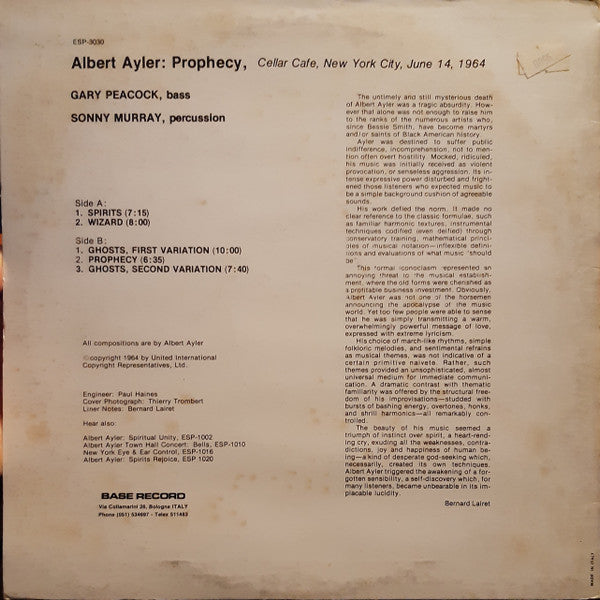 ESP-3030
Albert Ayler: Prophecy, Cellar Cafe, New York City, June 14, 1964
GARY PEACOCK, bass
SONNY MURRAY, percussion
Side A:
1. SPIRITS (7:15)
2. WIZARD (8:00)
Side B:
1. GHOSTS, FIRST VARIATION (10:00)
2. PROPHECY (6:35)
3. GHOSTS, SECOND VARIATION (7:40)
All compositions are by Albert Ayler
©copyright 1964 by United International
Copyright Representatives, Ltd.
Engineer: Paul Haines
Cover Photograph: Thierry Trombert
Liner Notes: Bernard Lairet
Hear also:
Albert Ayler: Spiritual Unity, ESP-1002
Albert Ayler Town Hall Concert: Bells, ESP-1010
New York Eye & Ear Control, ESP-1016
Albert Ayler: Spirits Rejoice, ESP 1020
BASE RECORD
Via Collamarini 26, Bologna ITALY
Phone (051) 534697 - Telex 511483
The untimely and still mysterious death
of Albert Ayler was a tragic absurdity. How-
ever that alone was not enough to raise him
to the ranks of the numerous artists who,
since Bessie Smith, have become martyrs
and/or saints of Black American history.
Ayler was destined to suffer public
indifference, incomprehension, not to men-
tion often overt hostility. Mocked, ridiculed,
his music was initially received as violent
provocation, or senseless aggression. Its in-
tense expressive power disturbed and fright-
ened those listeners who expected music to
be a simple background cushion of agreeable
sounds.
His work defied the norm. It made no
clear reference to the classic formulae, such
as familiar harmonic cushion of instrumental
techniques codified (even deified) through
conservatory training, mathematical princi-
ples of musical notation—inflexible defini-
tions and evaluations of what music "should
be"
This formal iconoclasm represented an
annoying threat to the musical establish-
ment, where the old forms were cherished as
a profitable business investment. Obviously,
Albert Ayler was not one of the horsemen
announcing the apocalypse of the music
world. Yet too few people were able to sense
that he was simply transmitting a warm,
overwhelmingly powerful message of love,
expressed with extreme lyricism.
His choice of march-like rhythms, simple
folkloric melodies, and sentimental refrains
as musical themes, was not indicative of a
certain primitive naivete. Rather, such
themes provided an unsophisticated, almost
universal medium for immediate communi-
cation. A dramatic contrast with thematic
familiarity was offered by the structural free-
dom of his improvisations—studded with
bursts of bashing energy, overtones, honks,
and shrill harmonics—all remarkably con-
trolled.
The beauty of his music seemed a
triumph of instinct over spirit; a heart-rend-
ing cry, exuding all the weaknesses, contra-
dictions, joy and happiness of human be-
ing—a kind of desperate god-seeking which,
necessarily, created its own techniques.
Albert Ayler triggered the awakening of a for-
gotten sensibility, a self-discovery which, for
many listeners, became unbearable in its im-
placable lucidity.
Bernard Lairet
MADE IN ITALY